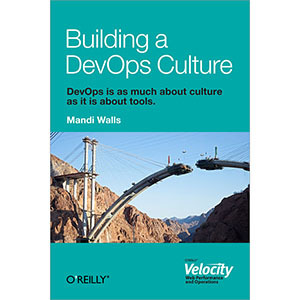 Building a
DevOps Culture
DevOps is as much about culture
as it is about tools.
Mandi Walls
O'REILLY®
O'REILLY®
Velocity
Web Performance
and Operations